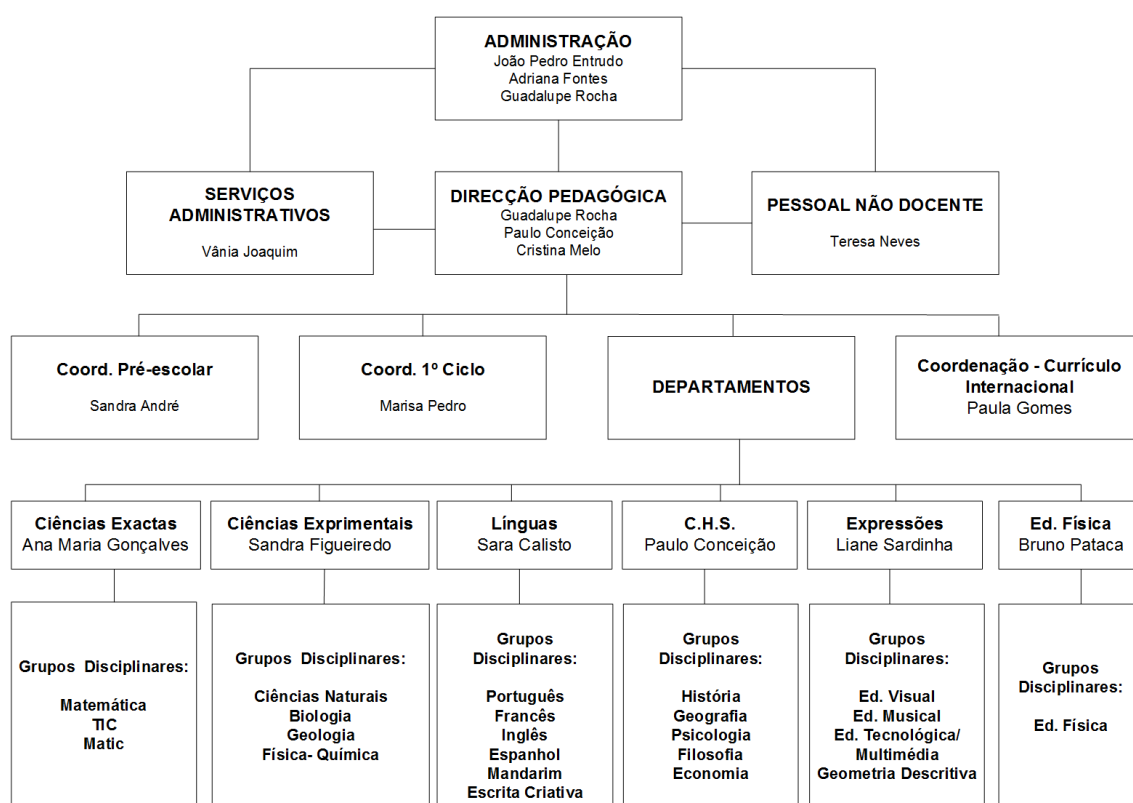 ADMINISTRAÇÃO
João Pedro Entrudo
Adriana Fontes
Guadalupe Rocha
SERVIÇOS
ADMINISTRATIVOS
Vânia Joaquim
DIRECÇÃO PEDAGÓGICA
Guadalupe Rocha
Paulo Conceição
Cristina Melo
PESSOAL NÃO DOCENTE
Teresa Neves
Coord. Pré-escolar
Sandra André
Coord. 1º Ciclo
Marisa Pedro
DEPARTAMENTOS
Coordenação - Currículo
Internacional
Paula Gomes
Ciências Exactas
Ana Maria Gonçalves
Ciências Exprimentais
Sandra Figueiredo
Línguas
Sara Calisto
C.H.S.
Paulo Conceição
Expressões
Liane Sardinha
Ed. Física
Bruno Pataca
Grupos Disciplinares:
Matemática
TIC
Matic
Grupos Disciplinares:
Ciências Naturais
Biologia
Geologia
Física- Química
Grupos
Disciplinares:
Português
Francês
Inglês
Espanhol
Mandarim
Escrita Criativa
Grupos
Disciplinares:
História
Geografia
Psicologia
Filosofia
Economia
Grupos
Disciplinares:
Ed. Visual
Ed. Musical
Ed. Tecnológica/
Multimédia
Geometria Descritiva
Grupos
Disciplinares:
Ed. Física